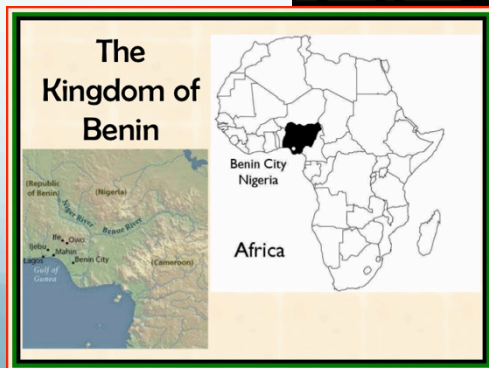 The
Kingdom of
Benin
Benin City
Nigeria
Africa
(Republic
of Benin)
(Nigeria)
Niger River
Benue River
Ife
Owo
Ijebu
Mahin
Lagos
Benin City
(Cameroon)
Gulf of
Guinea